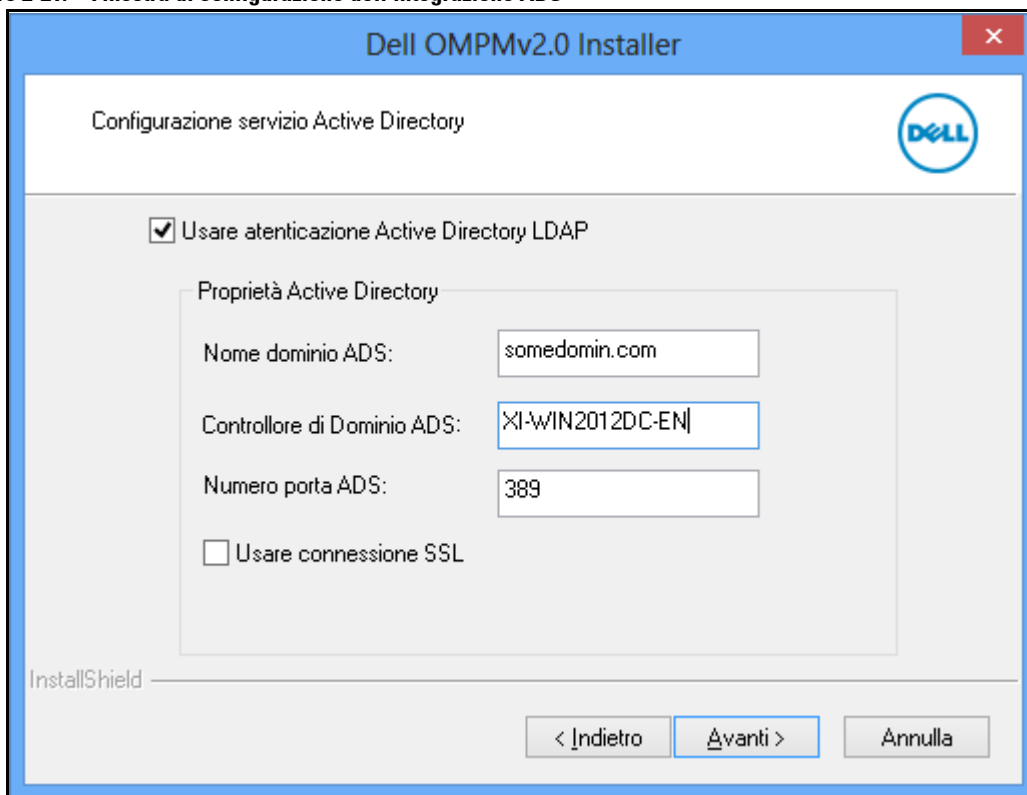 Dell OMPMv2.0 Installer
Configurazione servizio Active Directory
DELL
Usare atenticazione Active Directory LDAP
Proprietà Active Directory
Nome dominio ADS:
somedomin.com
Controllore di Dominio ADS:
XI-WIN2012DC-EN
Numero porta ADS:
389
Usare connessione SSL
InstallShield
< Indietro
Avanti >
Annulla